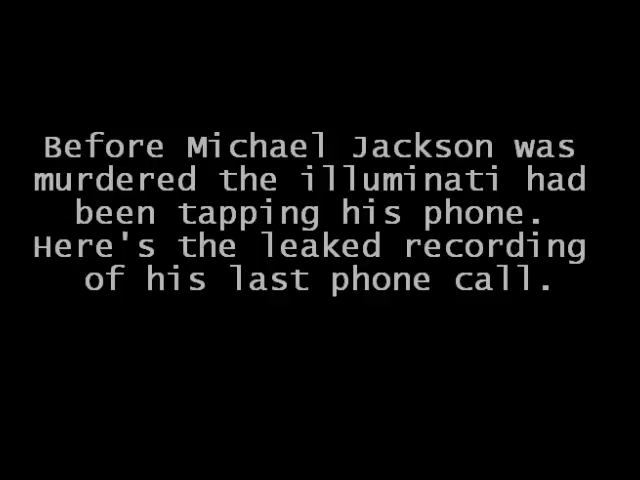 Before Michael Jackson was
murdered the illuminati had
been tapping his phone.
Here's the leaked recording
of his last phone call.